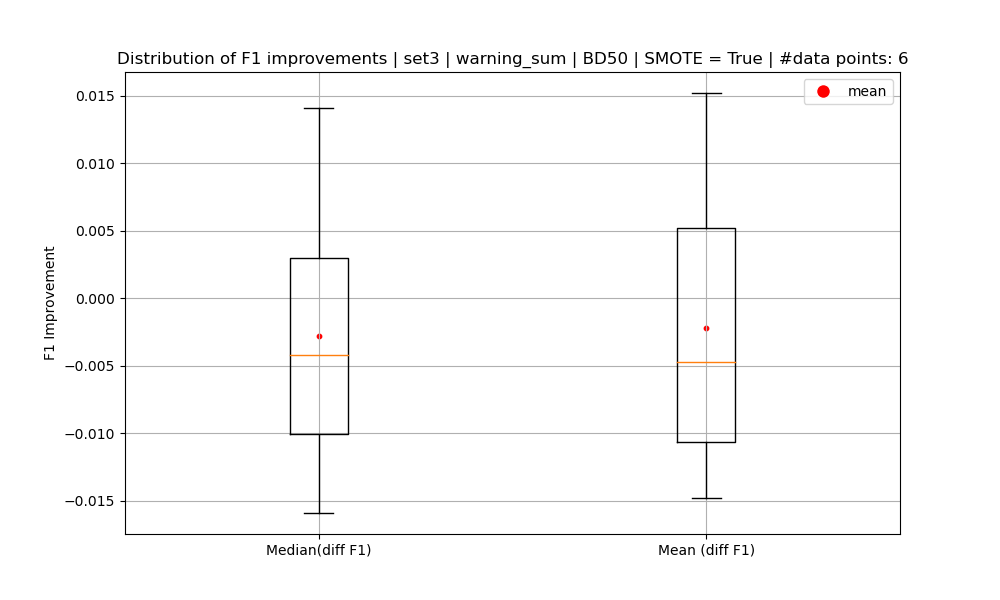 Distribution of F1 improvements | set3 | warning_sum | BD50 | SMOTE = True | #data points: 6
mean
0.015
0.010
0.005
0.000
−0.005
−0.010
−0.015
F1 Improvement
Median(diff F1)
Mean (diff F1)